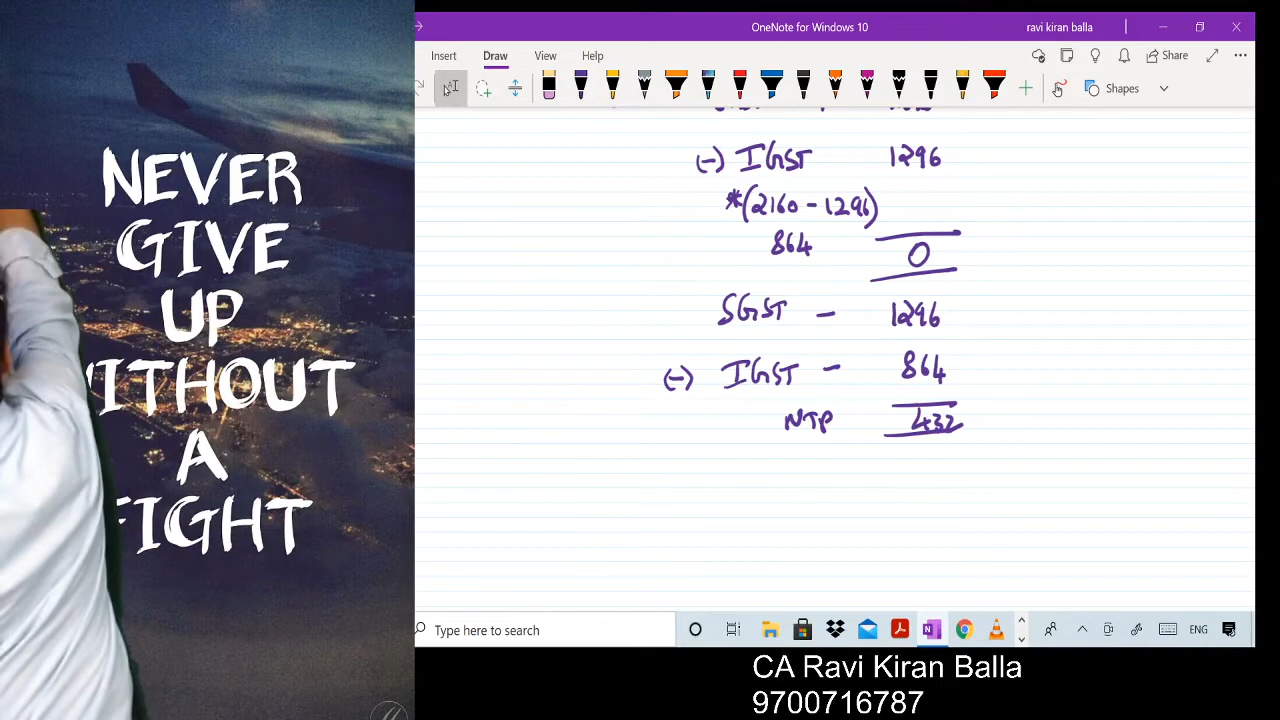 NEVER
GIVE
UP
WITHOUT
A
FIGHT
OneNote for Windows 10
ravi kiran balla
Insert Draw View Help
Share
Shapes
(-) IGST 1296
*(2160 - 1296)
864 0
SGST - 1296
(-) IGST - 864
NTP 432
Type here to search
ENG
CA Ravi Kiran Balla
9700716787